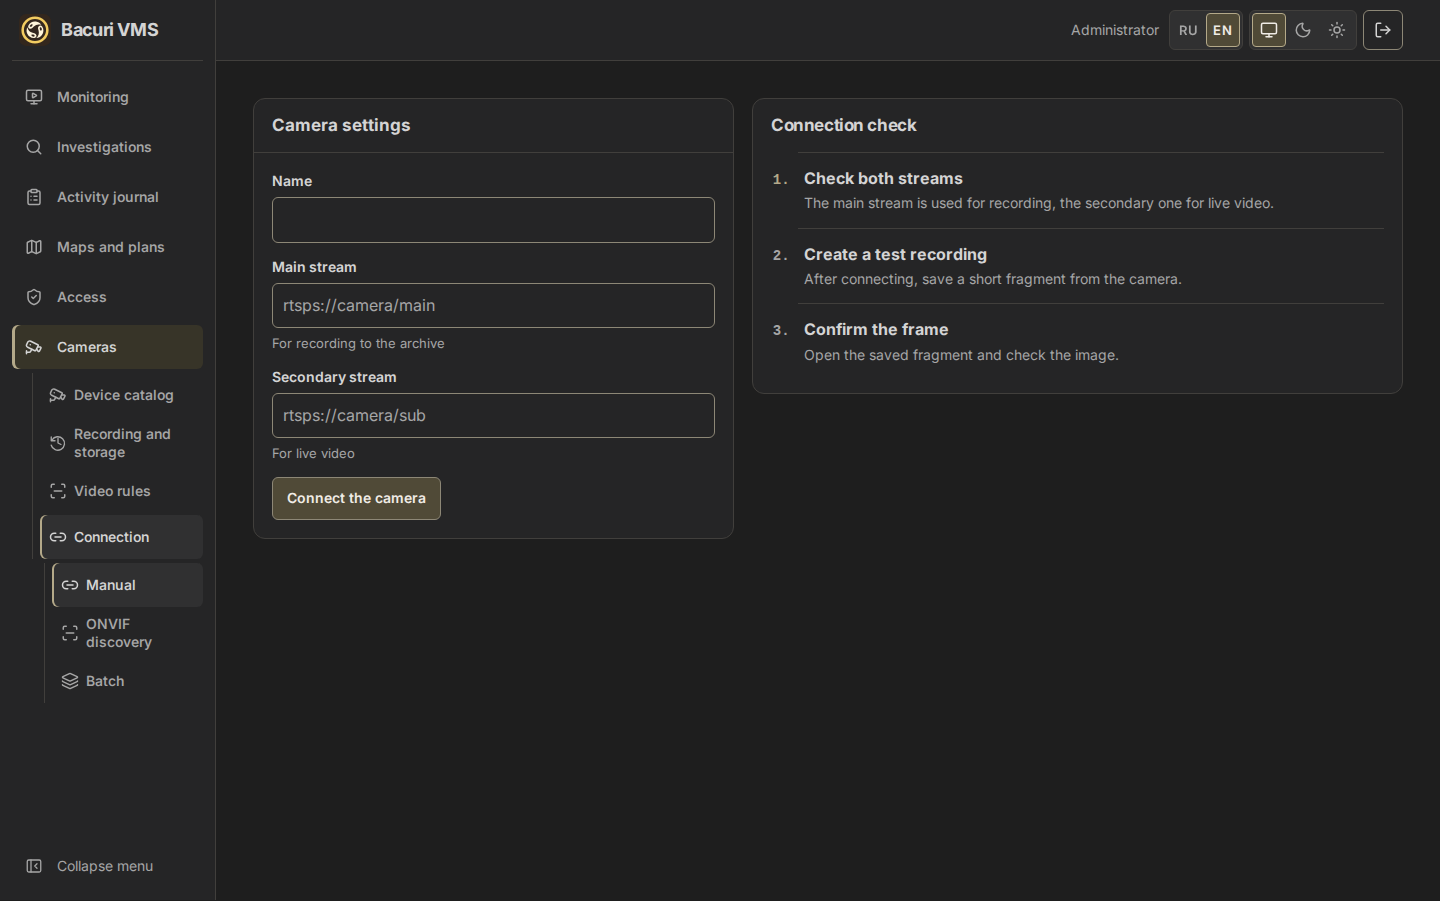 Bacuri VMS
Administrator
RU
EN
Monitoring
Investigations
Activity journal
Maps and plans
Access
Cameras
Device catalog
Recording and
storage
Video rules
Connection
Manual
ONVIF
discovery
Batch
Collapse menu
Camera settings
Name
Main stream
rtsps://camera/main
For recording to the archive
Secondary stream
rtsps://camera/sub
For live video
Connect the camera
Connection check
1. Check both streams
The main stream is used for recording, the secondary one for live video.
2. Create a test recording
After connecting, save a short fragment from the camera.
3. Confirm the frame
Open the saved fragment and check the image.